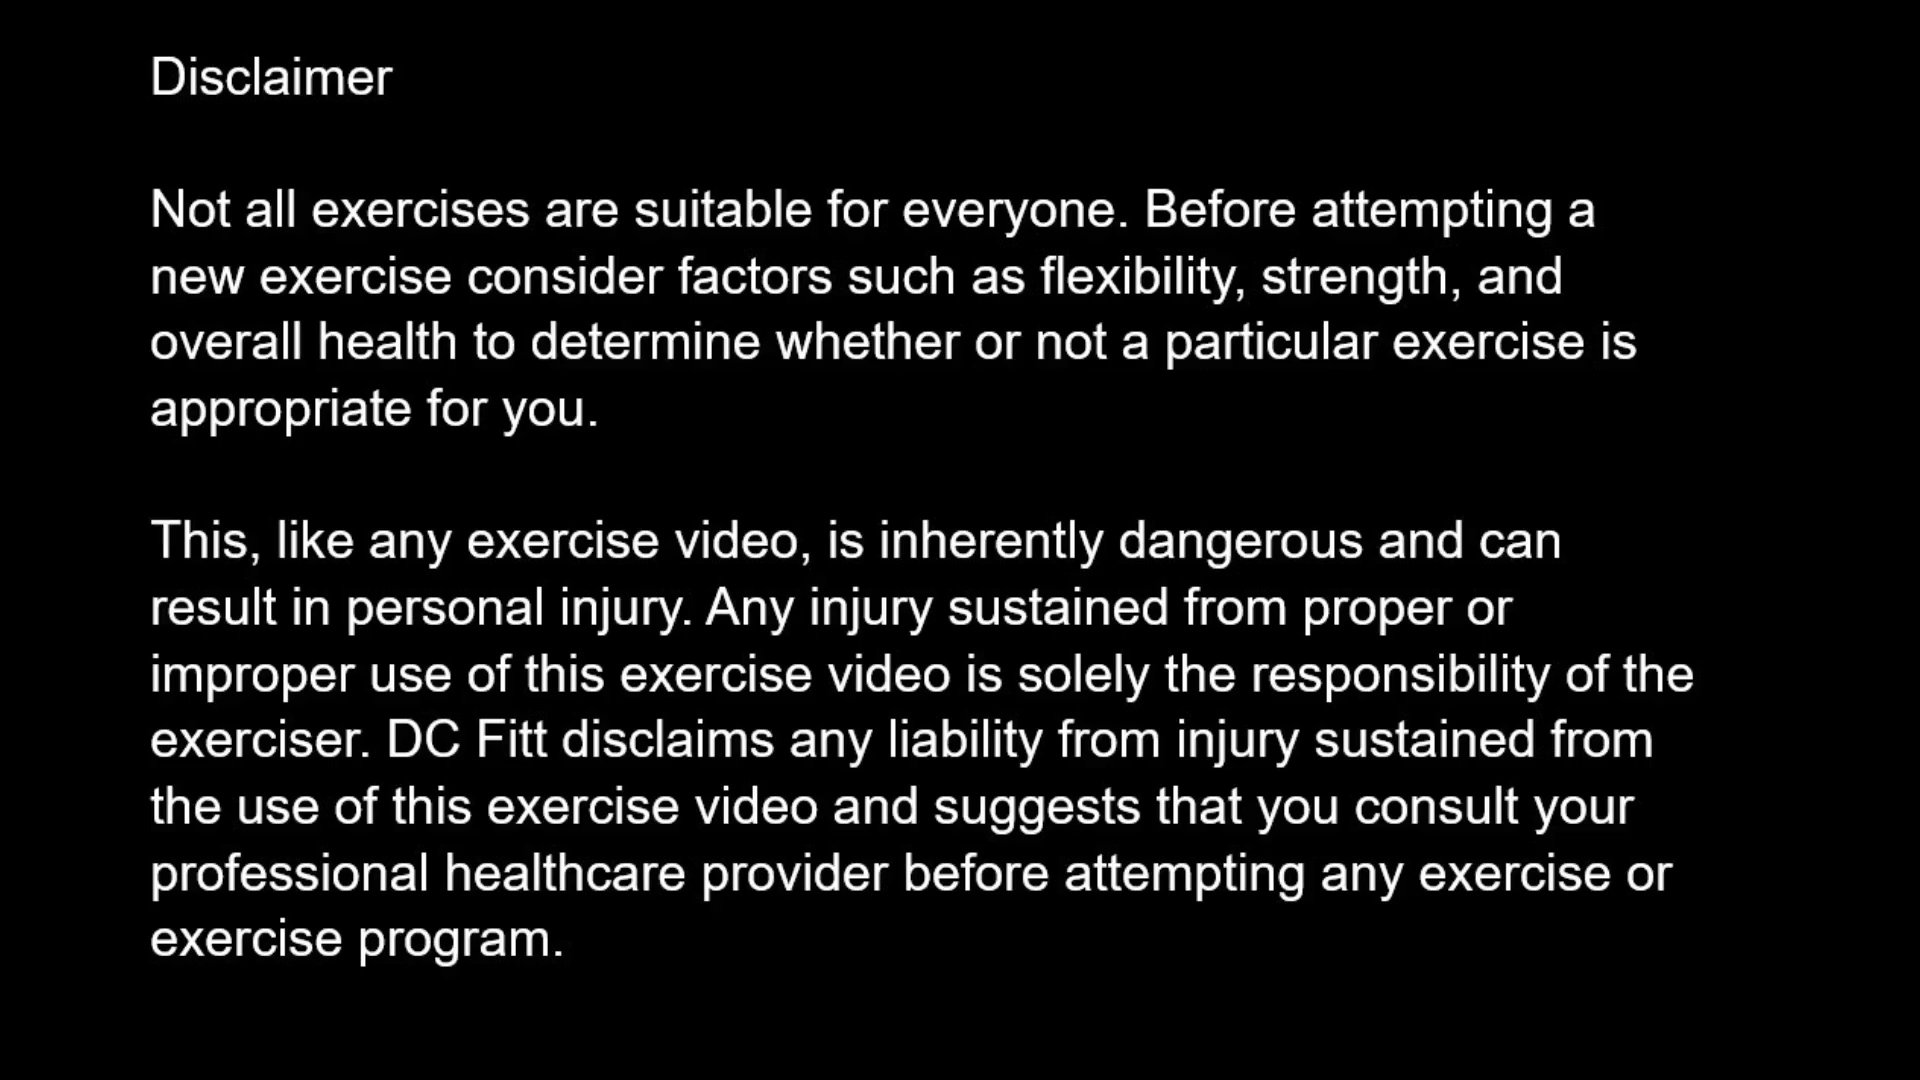 Disclaimer
Not all exercises are suitable for everyone. Before attempting a
new exercise consider factors such as flexibility, strength, and
overall health to determine whether or not a particular exercise is
appropriate for you.
This, like any exercise video, is inherently dangerous and can
result in personal injury. Any injury sustained from proper or
improper use of this exercise video is solely the responsibility of the
exerciser. DC Fitt disclaims any liability from injury sustained from
the use of this exercise video and suggests that you consult your
professional healthcare provider before attempting any exercise or
exercise program.